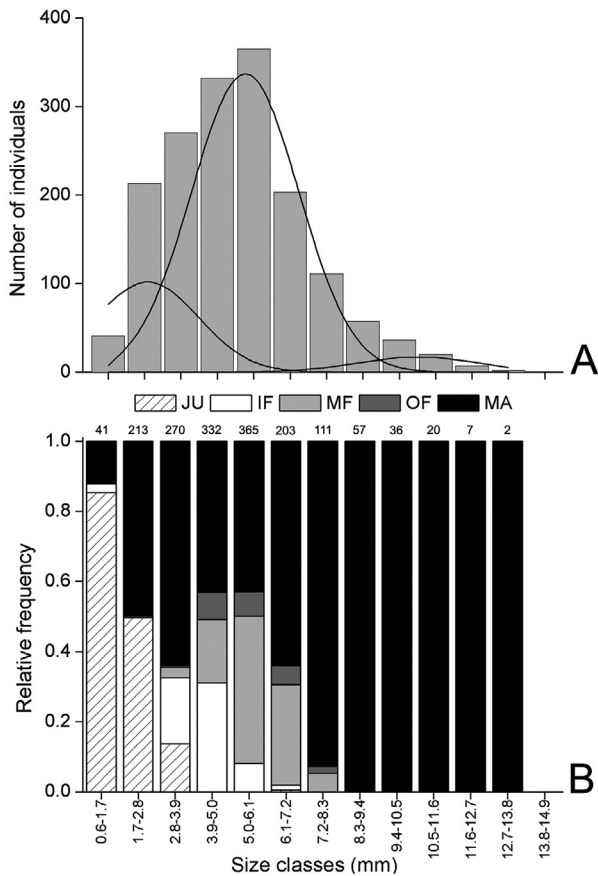 400
300
200
100
0
Number of individuals
A
JU IF MF OF MA
41 213 270 332 365 203 111 57 36 20 7 2
1.0
0.8
0.6
0.4
0.2
0.0
Relative frequency
B
0.6-1.7 1.7-2.8 2.8-3.9 3.9-5.0 5.0-6.1 6.1-7.2 7.2-8.3 8.3-9.4 9.4-10.5 10.5-11.6 11.6-12.7 12.7-13.8 13.8-14.9
Size classes (mm)